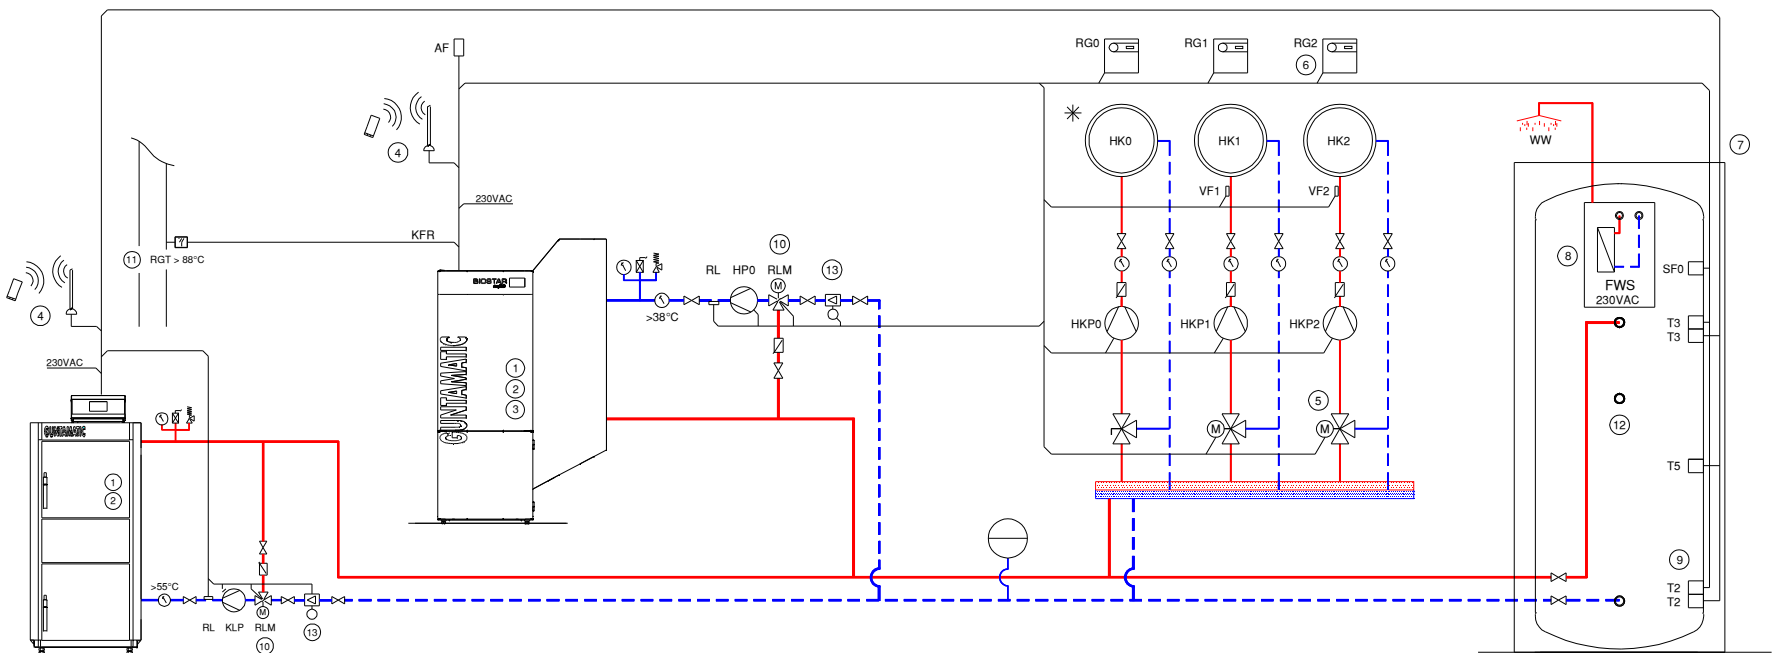 AF
RG0
RG1
RG2
6
4
HK0
HK1
HK2
WW
7
VF1
VF2
230VAC
KFR
11
RGT > 88°C
10
8
FWS
230VAC
SF0
4
BIOSTAR
RL
HP0
RLM
13
M
>38°C
HKP0
HKP1
HKP2
T3
T3
230VAC
GUNTAMATIC
1
2
3
5
M
M
12
GUNTAMATIC
1
2
T5
9
>55°C
T2
T2
RL
KLP
RLM
M
13
10